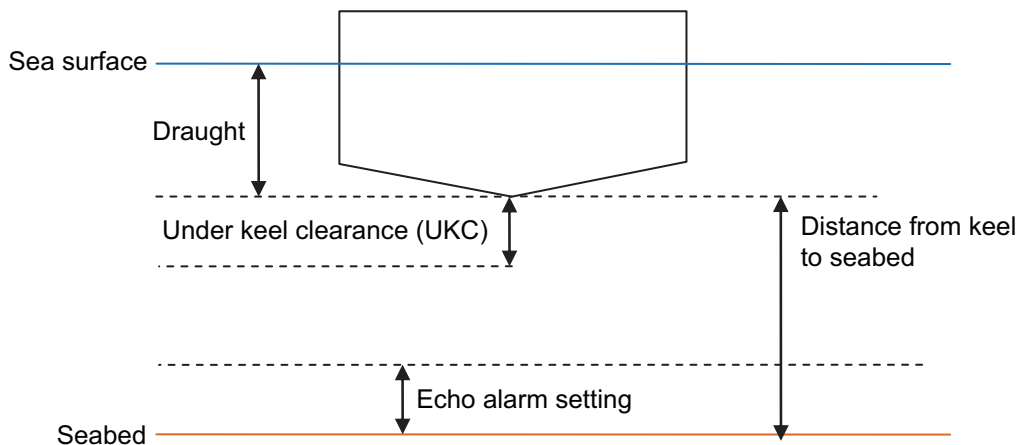 Sea surface
Draught
Under keel clearance (UKC)
Distance from keel
to seabed
Echo alarm setting
Seabed